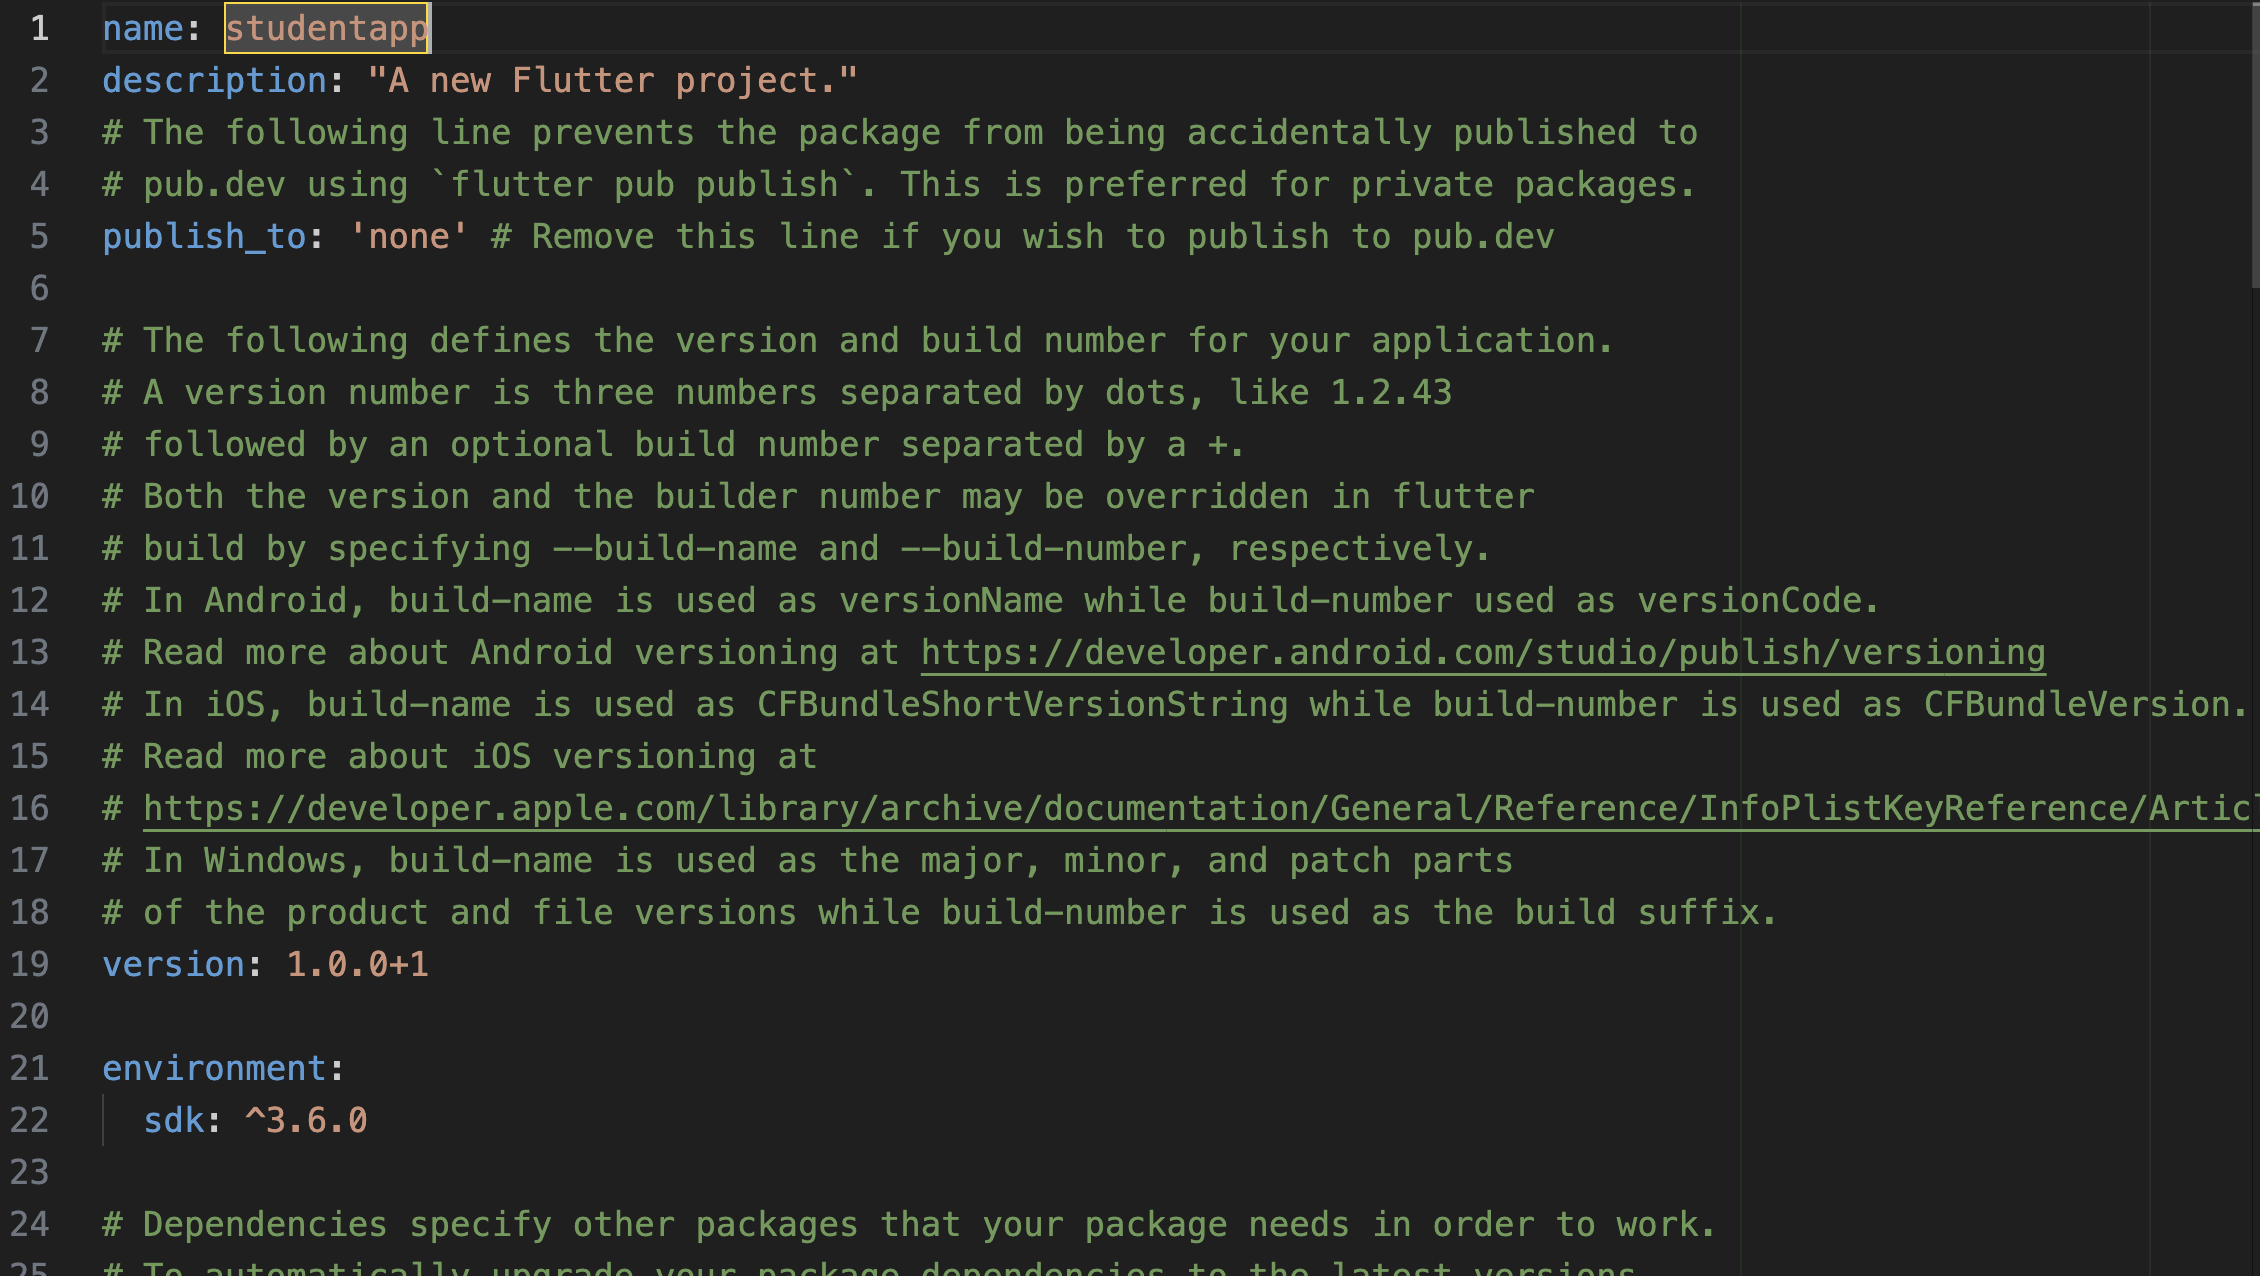 1 name: studentapp
2 description: "A new Flutter project."
3 # The following line prevents the package from being accidentally published to
4 # pub.dev using `flutter pub publish`. This is preferred for private packages.
5 publish_to: 'none' # Remove this line if you wish to publish to pub.dev
6
7 # The following defines the version and build number for your application.
8 # A version number is three numbers separated by dots, like 1.2.43
9 # followed by an optional build number separated by a +.
10 # Both the version and the builder number may be overridden in flutter
11 # build by specifying --build-name and --build-number, respectively.
12 # In Android, build-name is used as versionName while build-number used as versionCode.
13 # Read more about Android versioning at https://developer.android.com/studio/publish/versioning
14 # In iOS, build-name is used as CFBundleShortVersionString while build-number is used as CFBundleVersion.
15 # Read more about iOS versioning at
16 # https://developer.apple.com/library/archive/documentation/General/Reference/InfoPlistKeyReference/Artic
17 # In Windows, build-name is used as the major, minor, and patch parts
18 # of the product and file versions while build-number is used as the build suffix.
19 version: 1.0.0+1
20
21 environment:
22 sdk: ^3.6.0
23
24 # Dependencies specify other packages that your package needs in order to work.
25 # To automatically upgrade your package dependencies to the latest versions